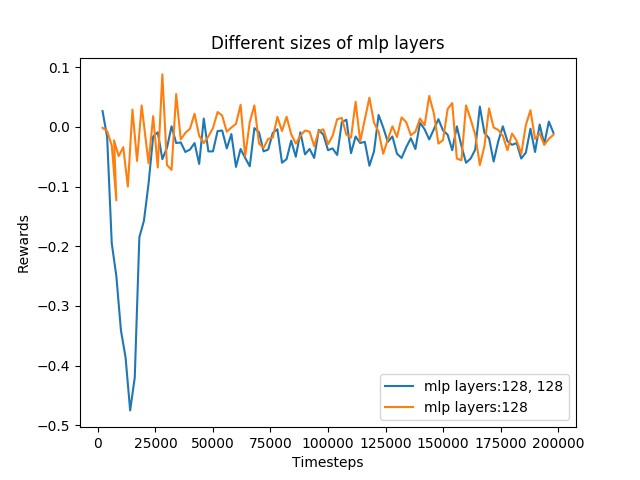 Different sizes of mlp layers
Rewards
0.1
0.0
−0.1
−0.2
−0.3
−0.4
−0.5
mlp layers:128, 128
mlp layers:128
0 25000 50000 75000 100000 125000 150000 175000 200000
Timesteps